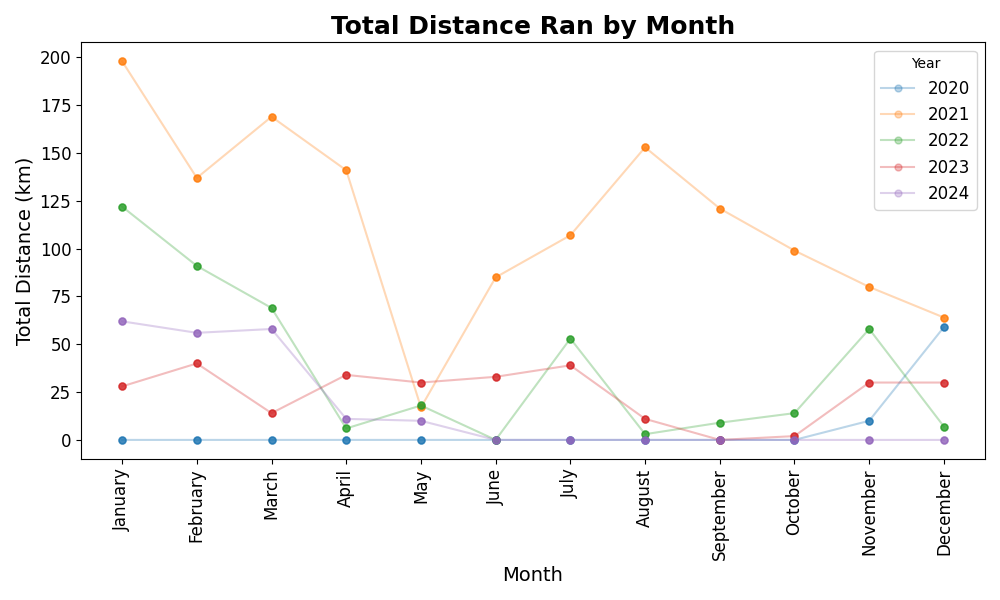 Total Distance Ran by Month
Total Distance (km)
200
175
150
125
100
75
50
25
0
Year
2020
2021
2022
2023
2024
January
February
March
April
May
June
July
August
September
October
November
December
Month